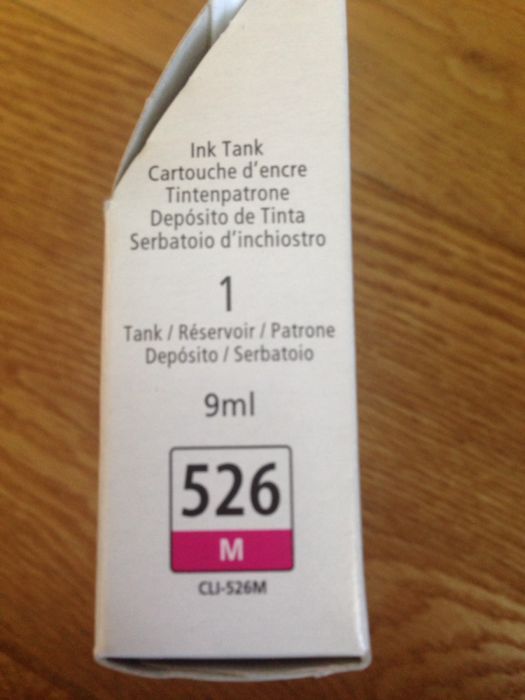 Ink Tank
Cartouche d'encre
Tintenpatrone
Depósito de Tinta
Serbatoio d'inchiostro
1
Tank / Réservoir / Patrone
Depósito / Serbatoio
9ml
526
M
CLI-526M